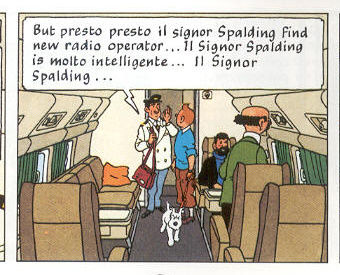 But presto presto il signor Spalding find
new radio operator... Il Signor Spalding
is molto intelligente... Il Signor
Spalding...